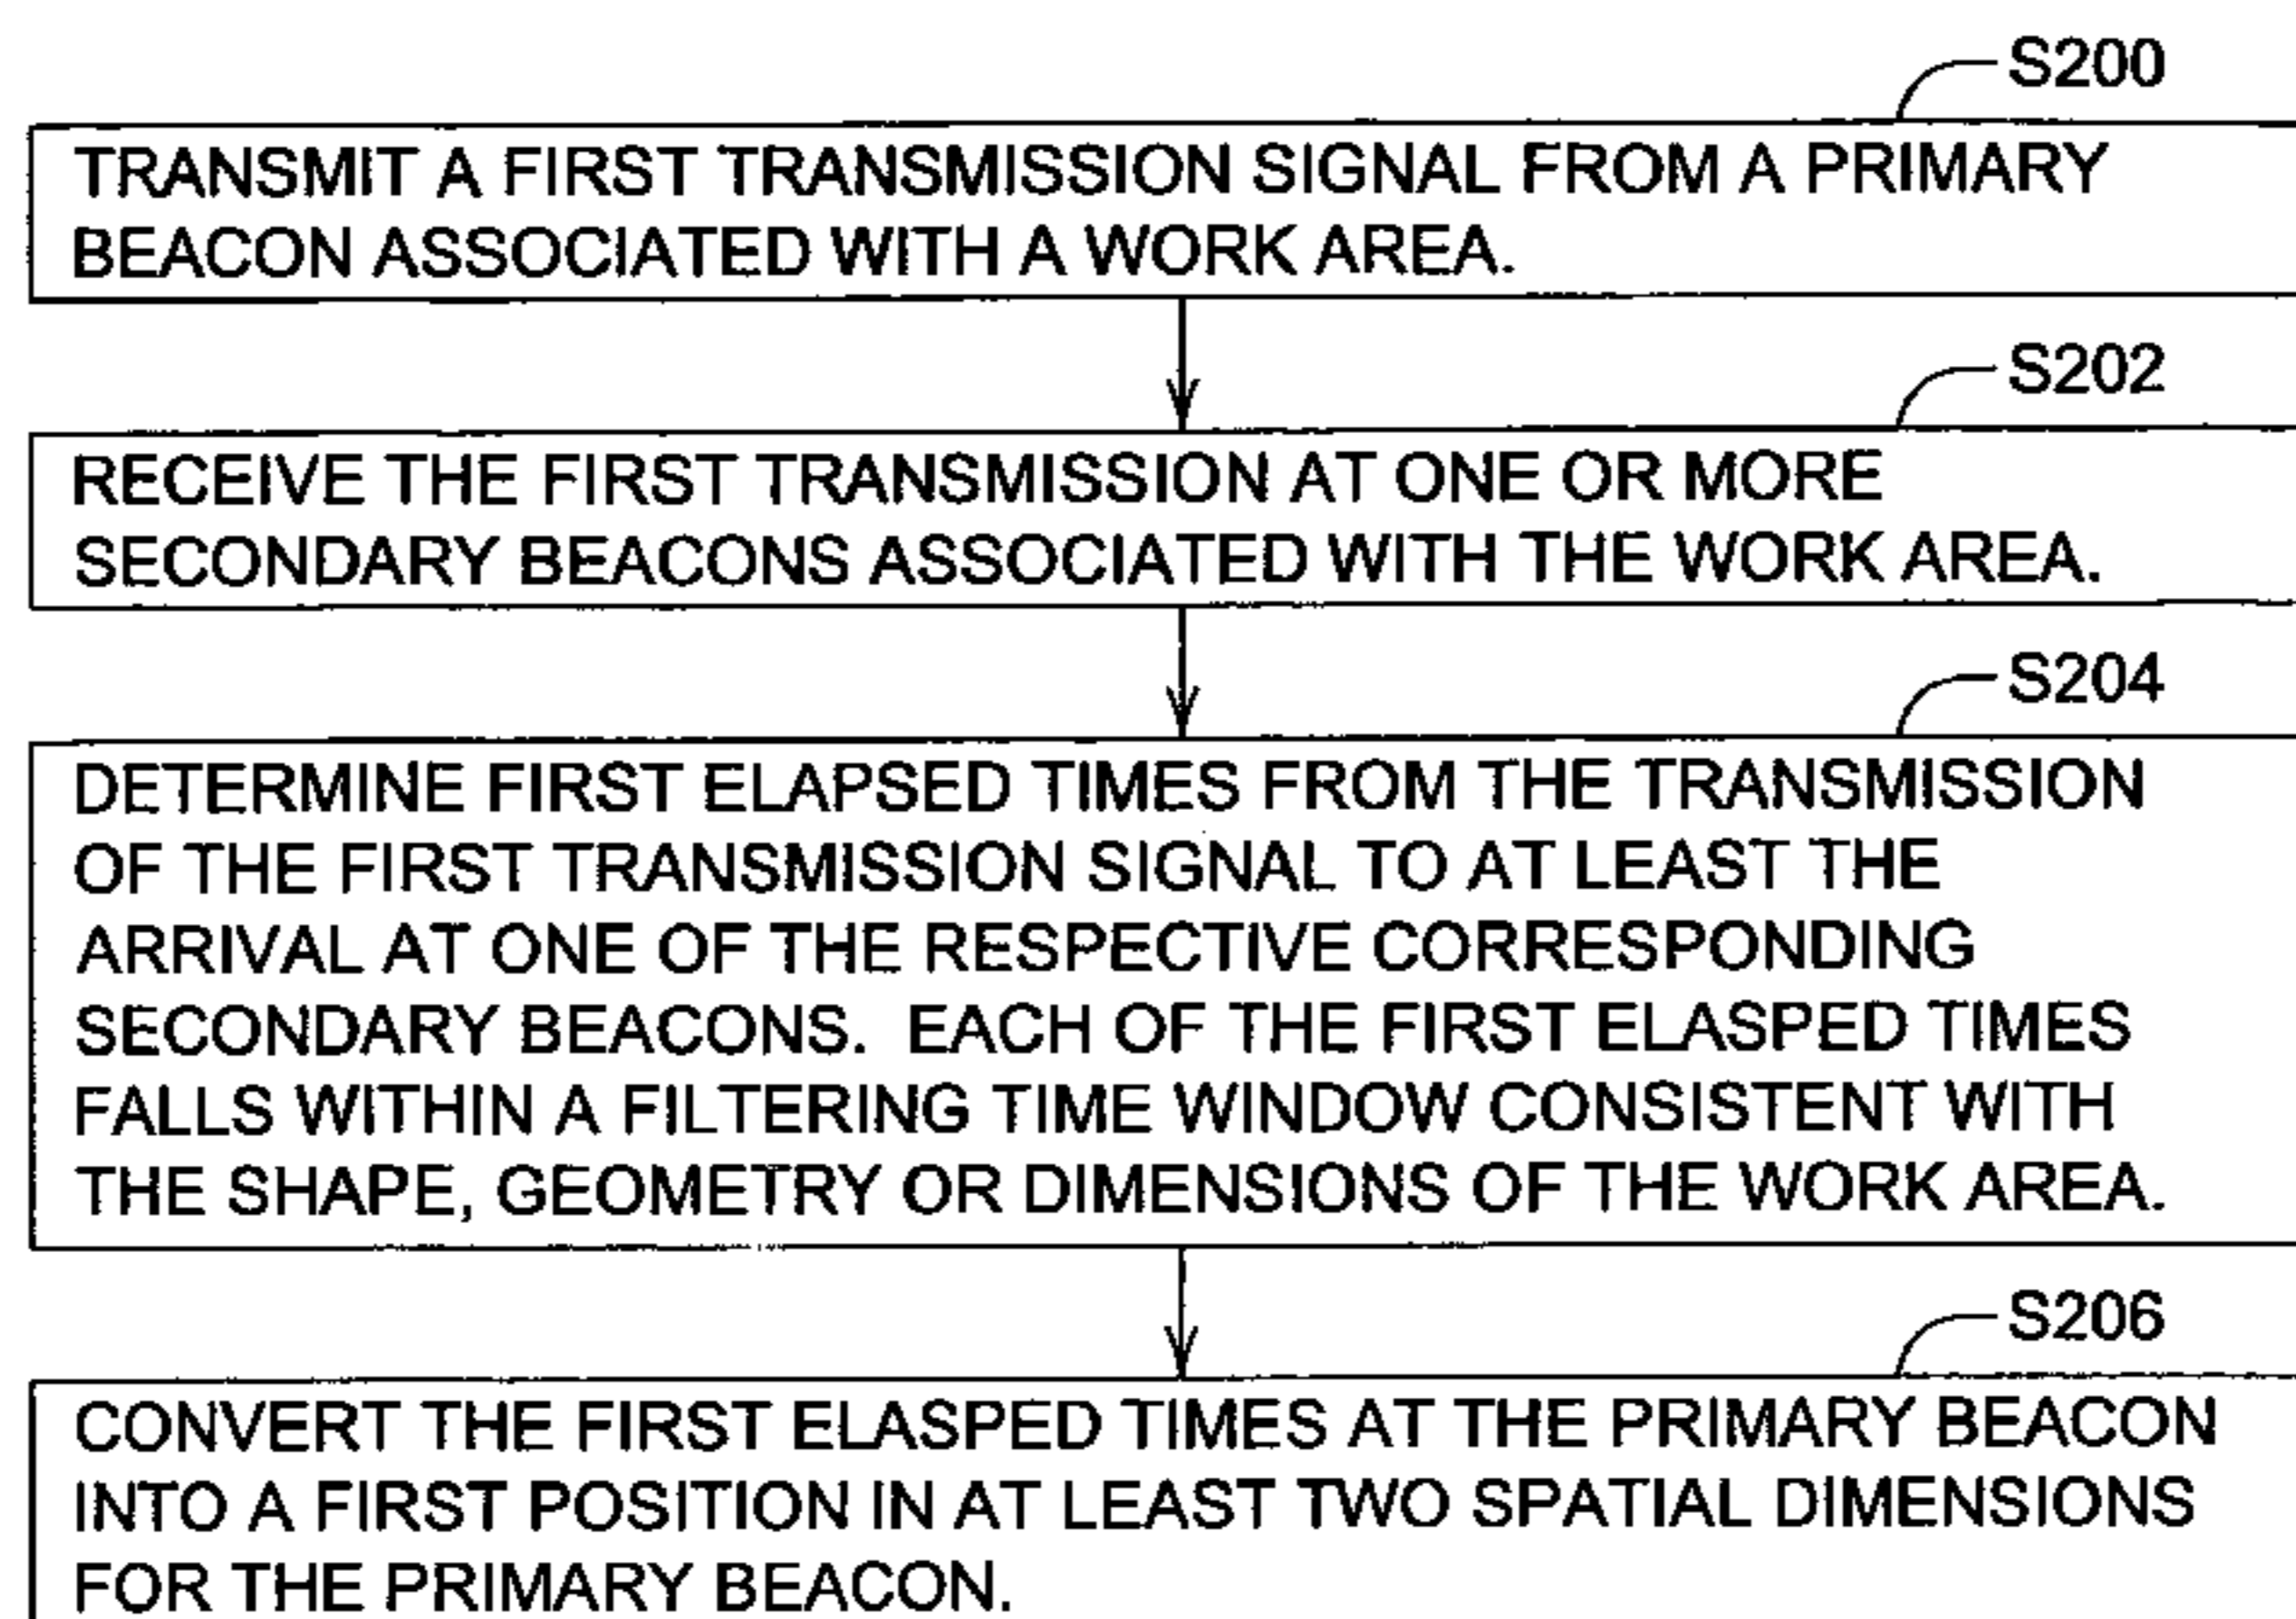 S200
TRANSMIT A FIRST TRANSMISSION SIGNAL FROM A PRIMARY
BEACON ASSOCIATED WITH A WORK AREA.
S202
RECEIVE THE FIRST TRANSMISSION AT ONE OR MORE
SECONDARY BEACONS ASSOCIATED WITH THE WORK AREA.
S204
DETERMINE FIRST ELAPSED TIMES FROM THE TRANSMISSION
OF THE FIRST TRANSMISSION SIGNAL TO AT LEAST THE
ARRIVAL AT ONE OF THE RESPECTIVE CORRESPONDING
SECONDARY BEACONS. EACH OF THE FIRST ELASPED TIMES
FALLS WITHIN A FILTERING TIME WINDOW CONSISTENT WITH
THE SHAPE, GEOMETRY OR DIMENSIONS OF THE WORK AREA.
S206
CONVERT THE FIRST ELASPED TIMES AT THE PRIMARY BEACON
INTO A FIRST POSITION IN AT LEAST TWO SPATIAL DIMENSIONS
FOR THE PRIMARY BEACON.